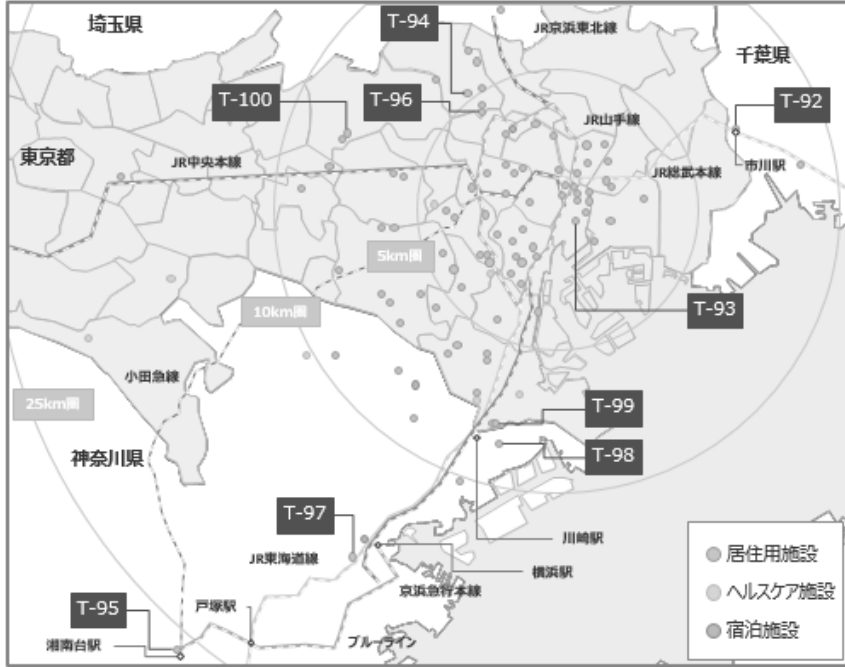 埼玉県
T-94
JR京浜東北線
千葉県
T-100
T-96
T-92
JR山手線
東京都
JR中央本線
JR総武本線
市川駅
5km圏
10km圏
T-93
小田急線
25km圏
T-99
神奈川県
T-98
T-97
川崎駅
JR東海道線
横浜駅
京浜急行本線
T-95
戸塚駅
湘南台駅
ブルーライン
居住用施設
ヘルスケア施設
宿泊施設